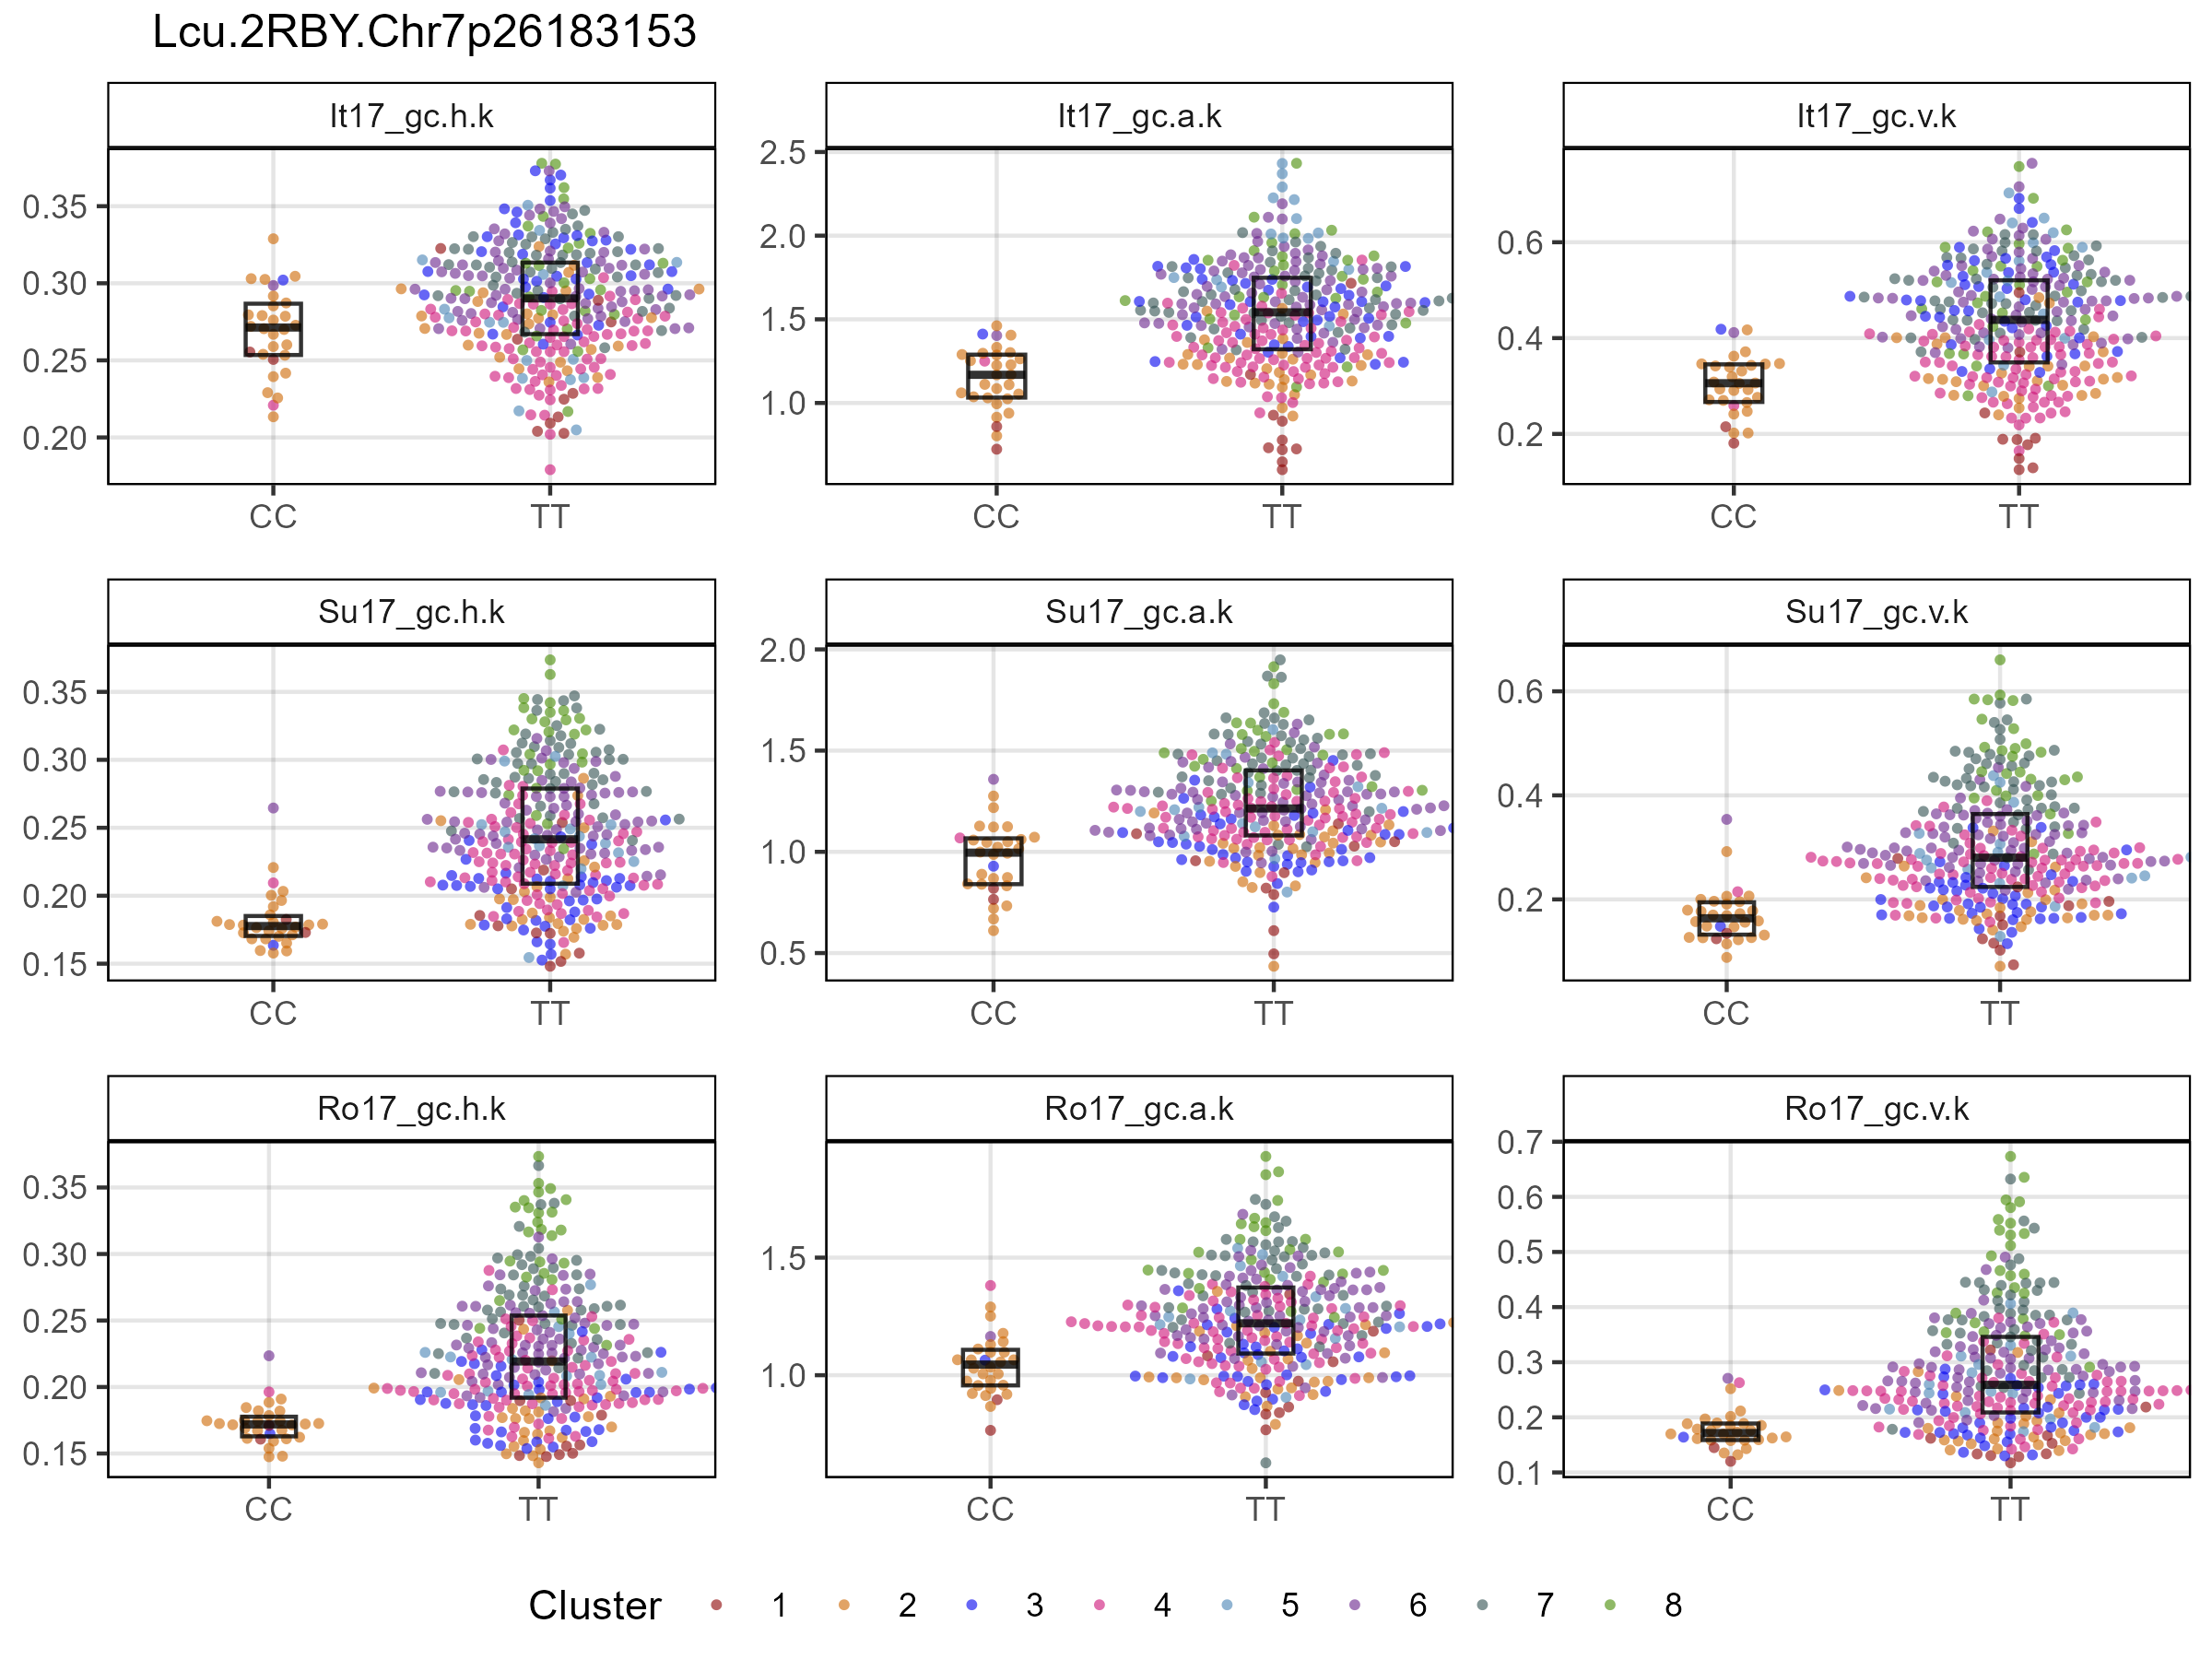 Lcu.2RBY.Chr7p26183153
It17_gc.h.k
It17_gc.a.k
It17_gc.v.k
0.35
0.30
0.25
0.20
CC
TT
2.5
2.0
1.5
1.0
CC
TT
0.6
0.4
0.2
CC
TT
Su17_gc.h.k
Su17_gc.a.k
Su17_gc.v.k
0.35
0.30
0.25
0.20
0.15
CC
TT
2.0
1.5
1.0
0.5
CC
TT
0.6
0.4
0.2
CC
TT
Ro17_gc.h.k
Ro17_gc.a.k
Ro17_gc.v.k
0.35
0.30
0.25
0.20
0.15
CC
TT
1.5
1.0
CC
TT
0.7
0.6
0.5
0.4
0.3
0.2
0.1
CC
TT
Cluster 1 2 3 4 5 6 7 8